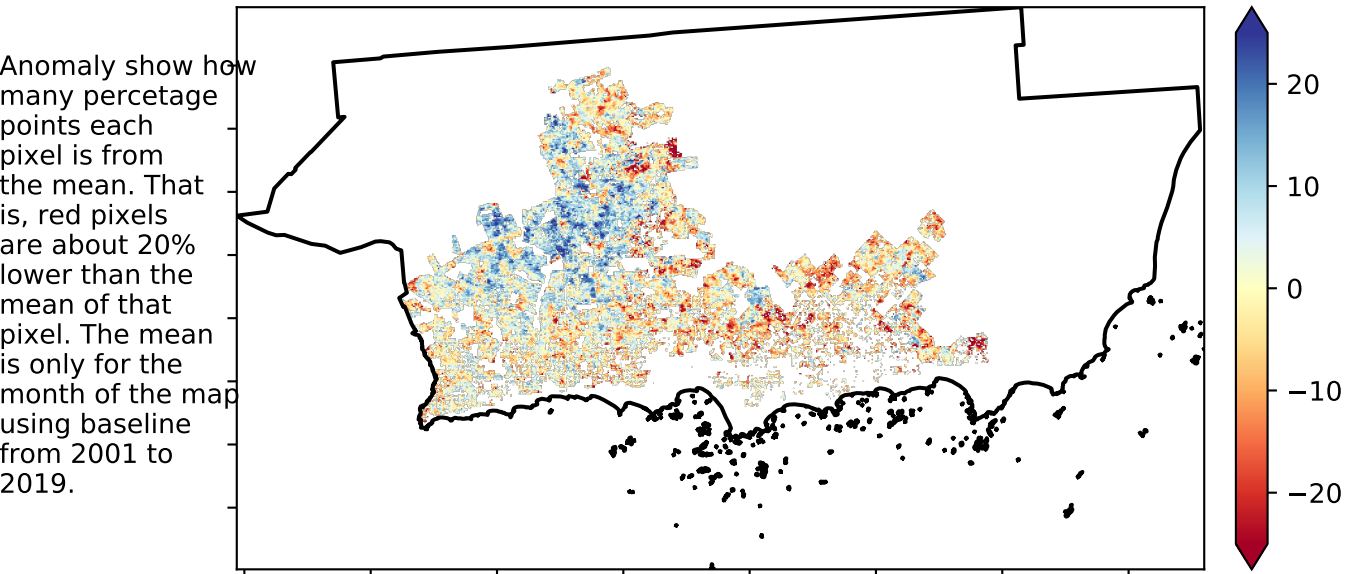 Anomaly show how
many percetage
points each
pixel is from
the mean. That
is, red pixels
are about 20%
lower than the
mean of that
pixel. The mean
is only for the
month of the map
using baseline
from 2001 to
2019.
20
10
0
−10
−20